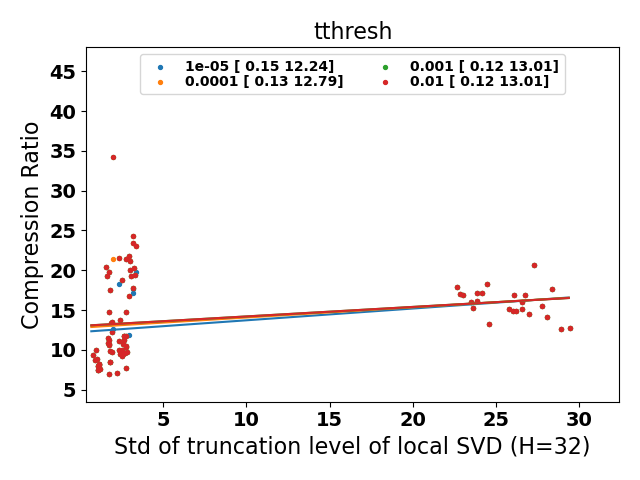 tthresh
1e-05 [ 0.15 12.24]
0.0001 [ 0.13 12.79]
0.001 [ 0.12 13.01]
0.01 [ 0.12 13.01]
Compression Ratio
45
40
35
30
25
20
15
10
5
5 10 15 20 25 30
Std of truncation level of local SVD (H=32)